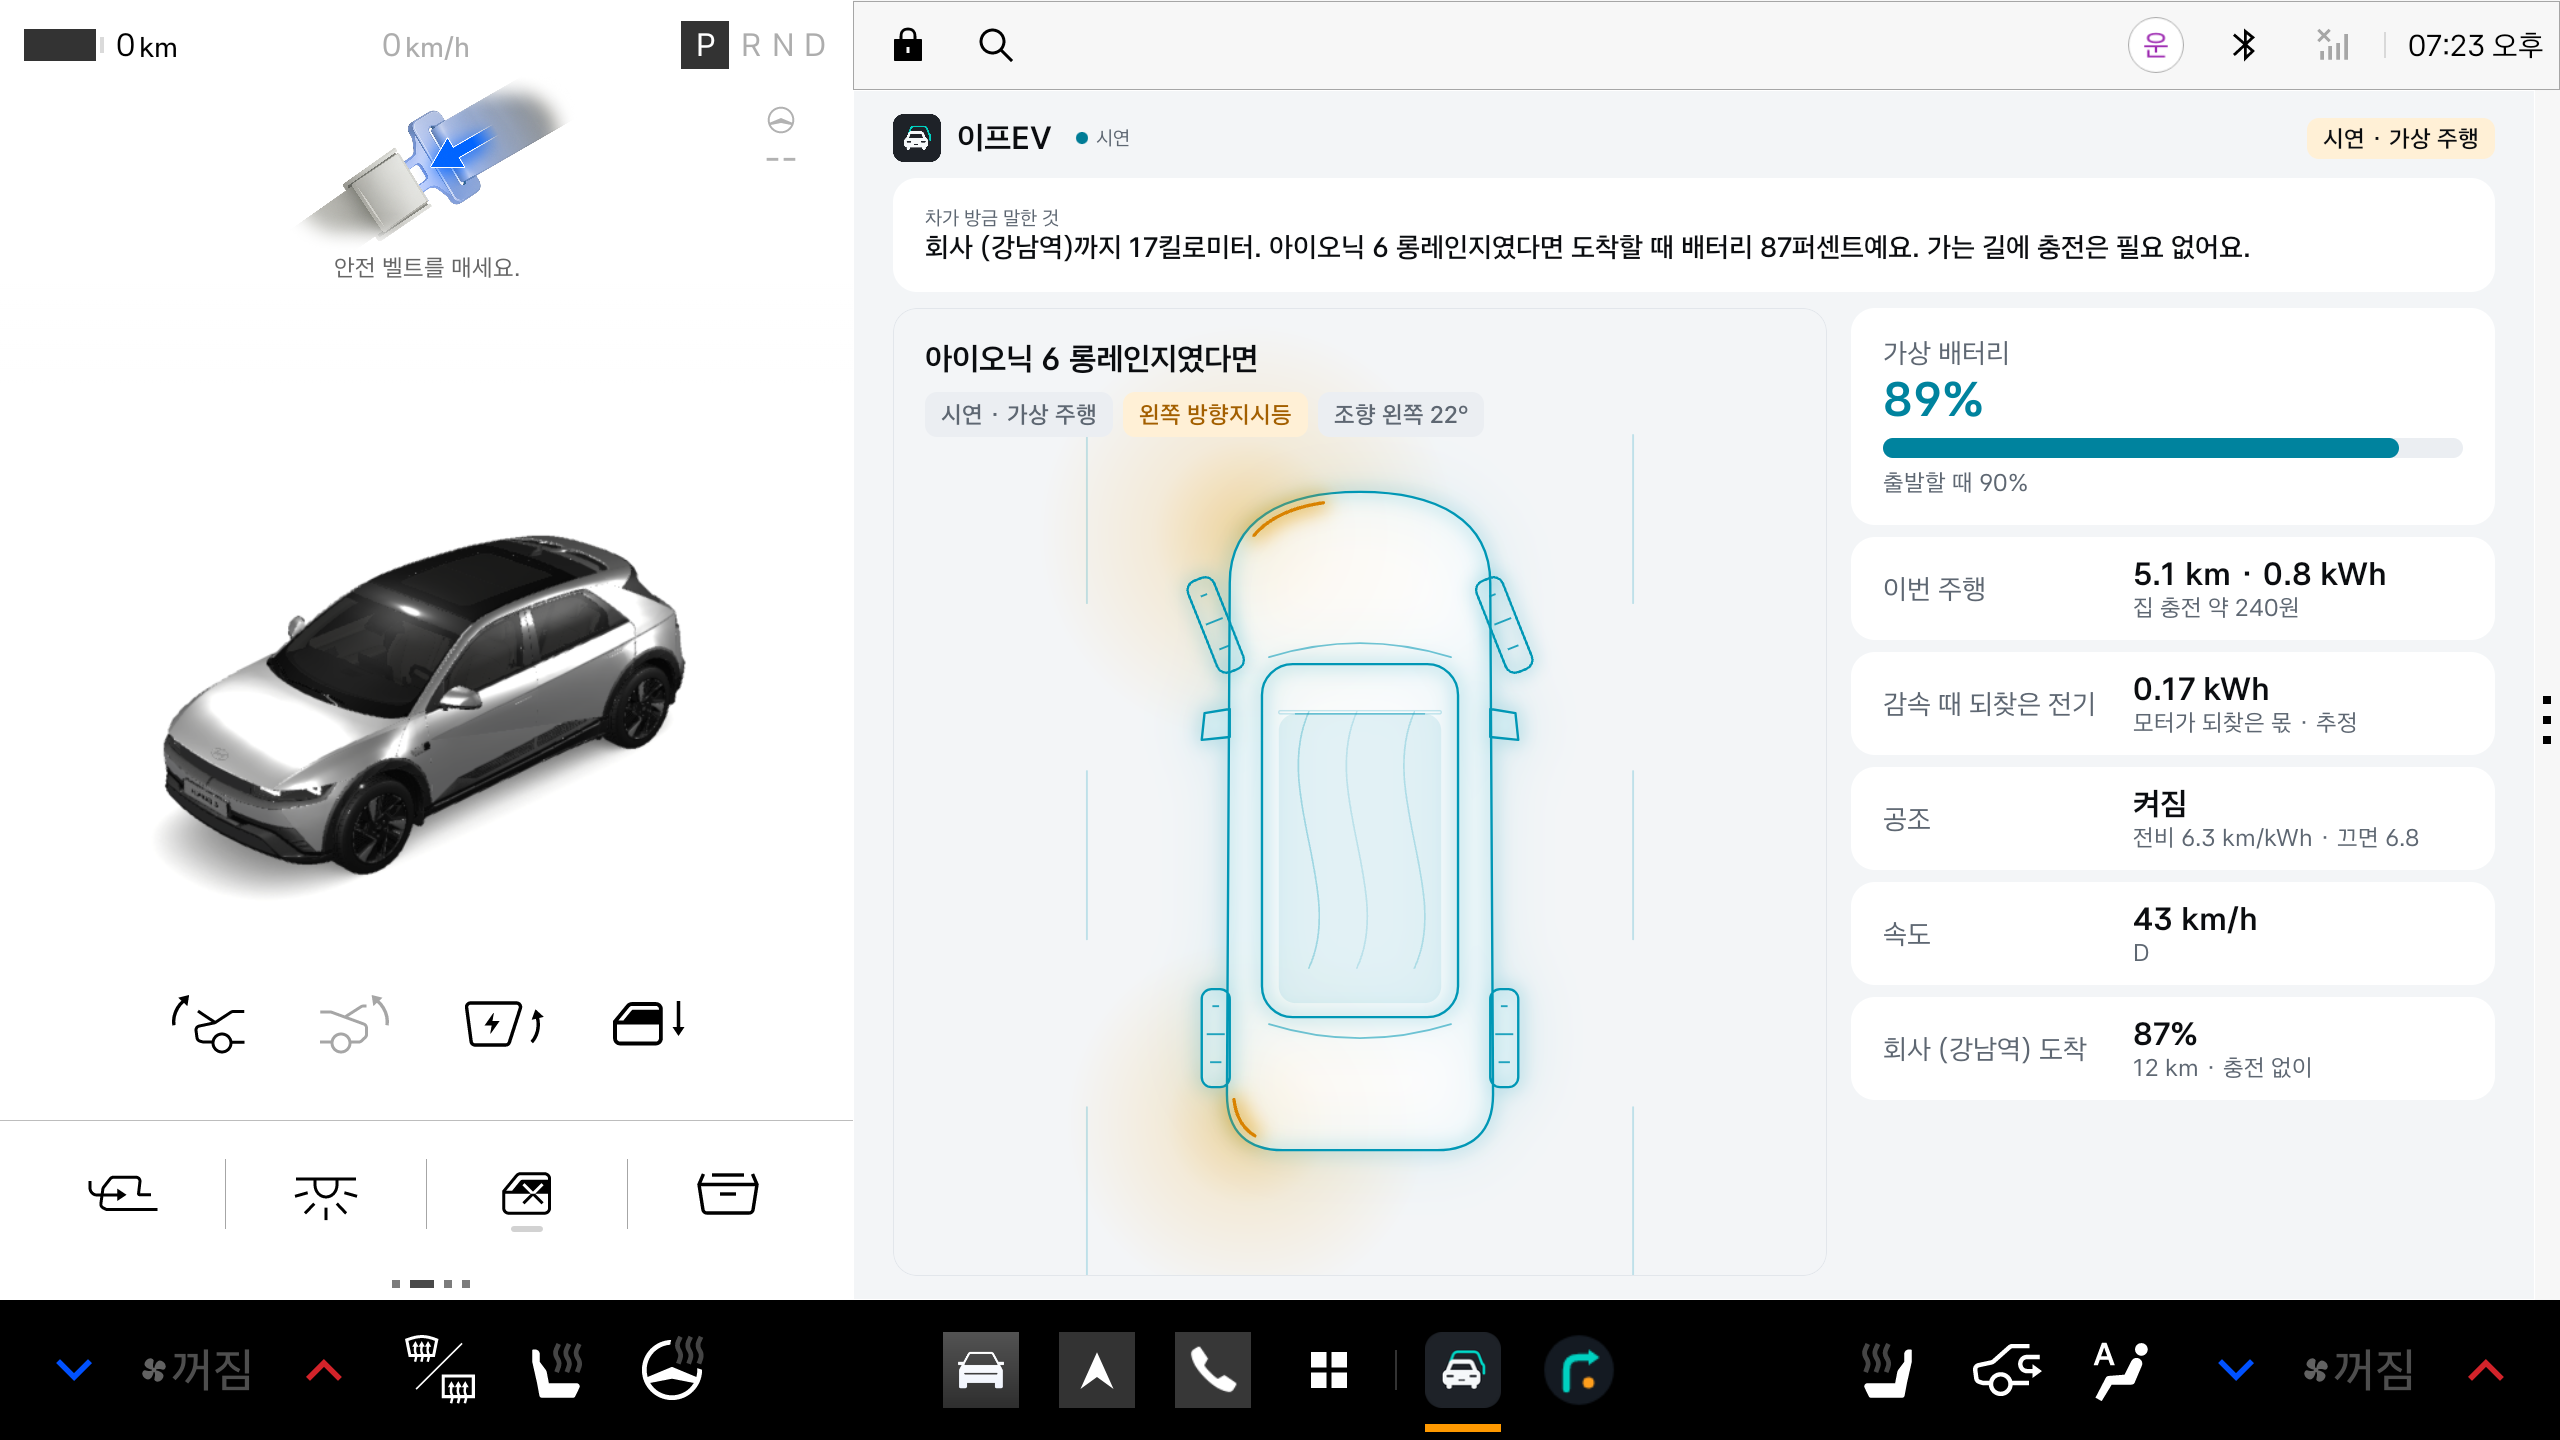 0 km
0 km/h
P R N D
운
07:23 오후
안전 벨트를 매세요.
이프EV
시연
시연 · 가상 주행
차가 방금 말한 것
회사 (강남역)까지 17킬로미터. 아이오닉 6 롱레인지였다면 도착할 때 배터리 87퍼센트예요. 가는 길에 충전은 필요 없어요.
아이오닉 6 롱레인지였다면
시연 · 가상 주행
왼쪽 방향지시등
조향 왼쪽 22°
가상 배터리
89%
출발할 때 90%
이번 주행
5.1 km · 0.8 kWh
집 충전 약 240원
감속 때 되찾은 전기
0.17 kWh
모터가 되찾은 몫 · 추정
공조
켜짐
전비 6.3 km/kWh · 끄면 6.8
속도
43 km/h
D
회사 (강남역) 도착
87%
12 km · 충전 없이
꺼짐
A
꺼짐